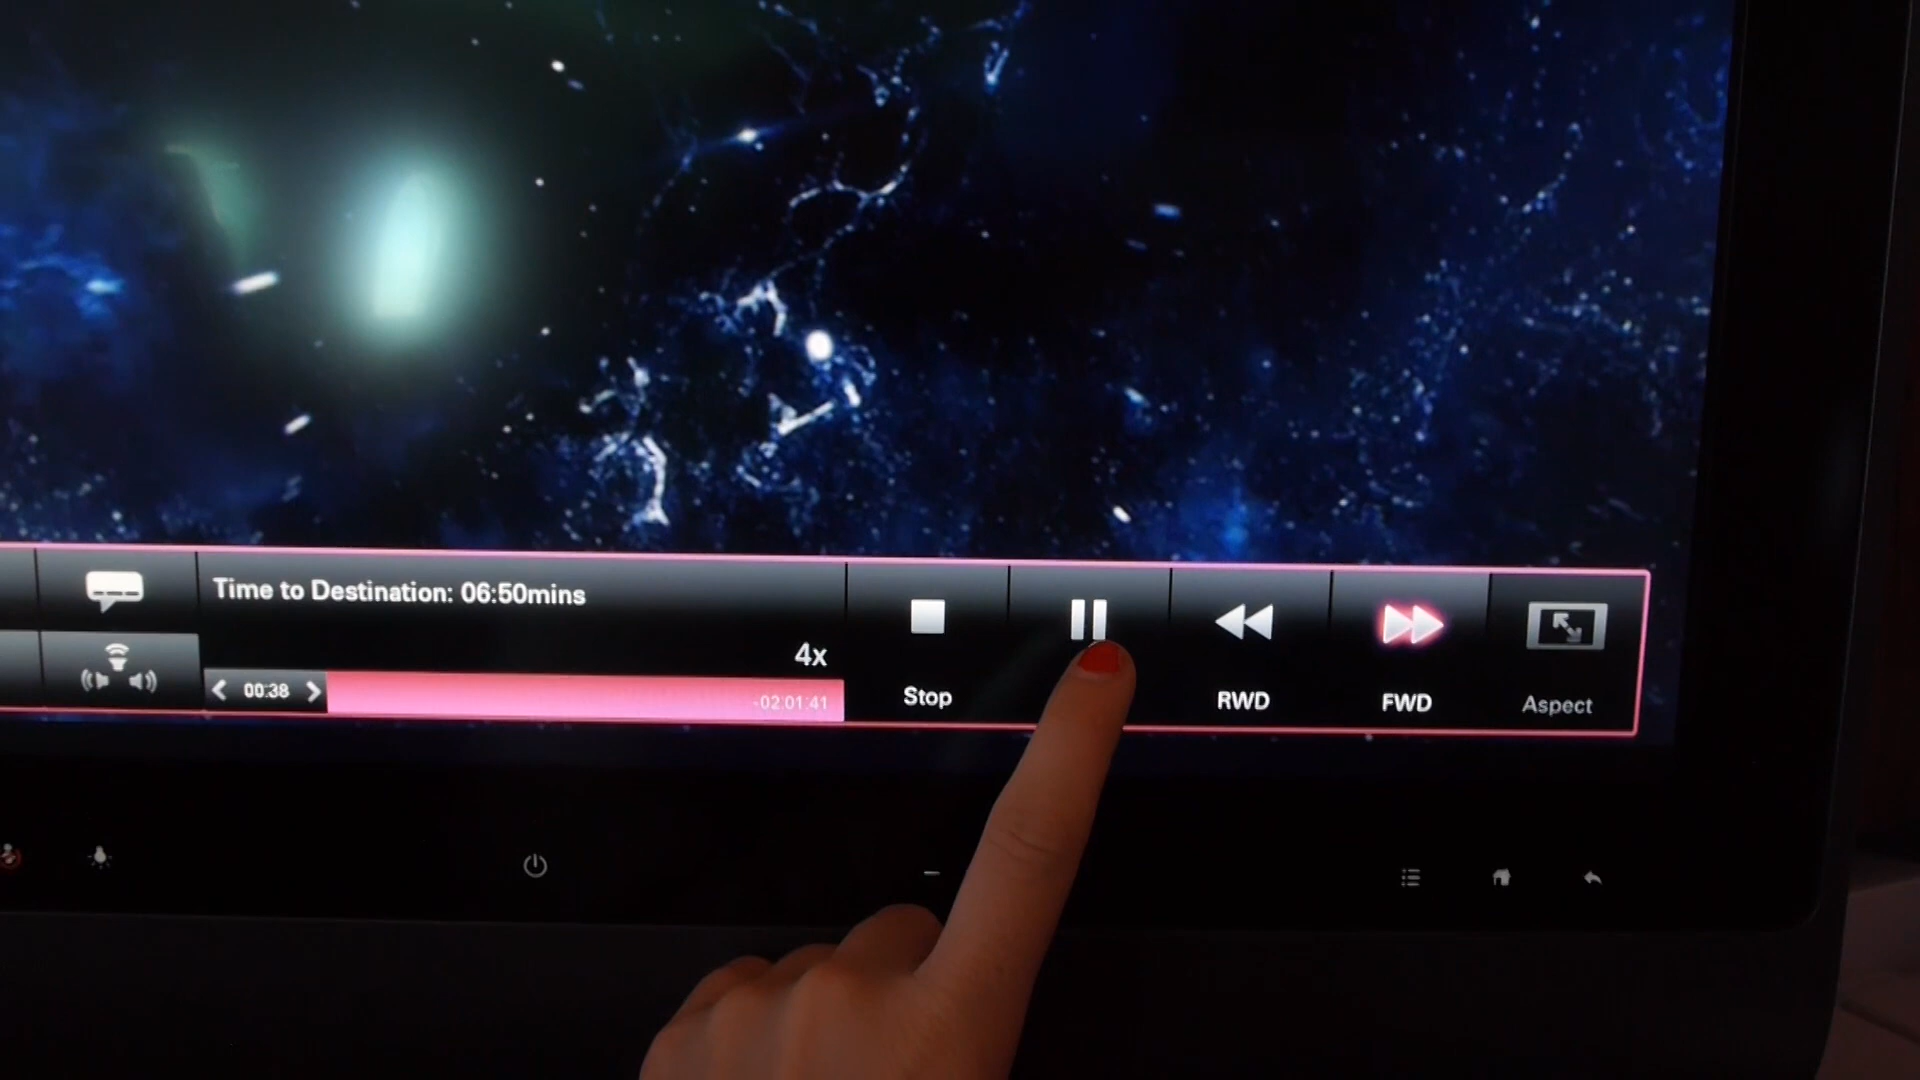 Time to Destination: 06:50mins
4x
00:38
-02:01:41
Stop
RWD
FWD
Aspect